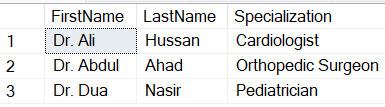 FirstName LastName Specialization
1 Dr. Ali Hussan Cardiologist
2 Dr. Abdul Ahad Orthopedic Surgeon
3 Dr. Dua Nasir Pediatrician